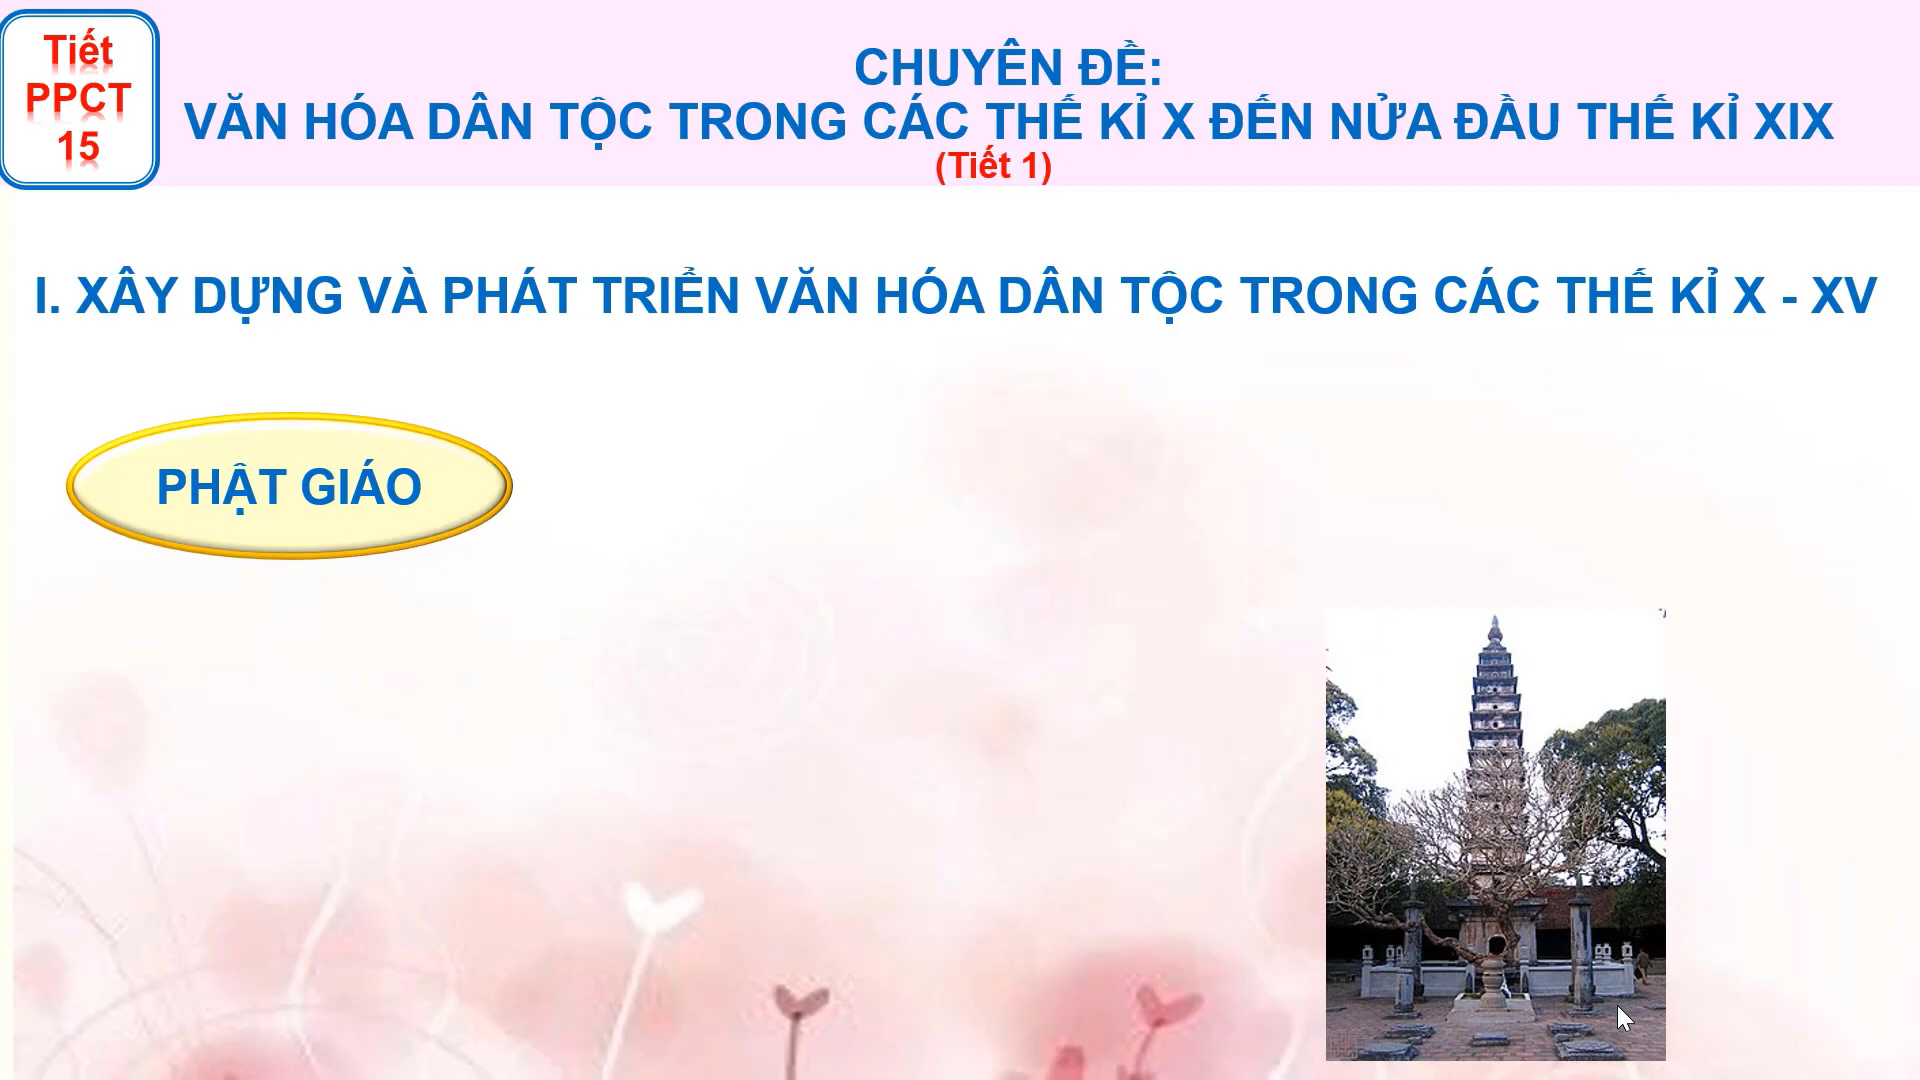 Tiết
PPCT
15
CHUYÊN ĐỀ:
VĂN HÓA DÂN TỘC TRONG CÁC THẾ KỈ X ĐẾN NỬA ĐẦU THẾ KỈ XIX
(Tiết 1)
I. XÂY DỰNG VÀ PHÁT TRIỂN VĂN HÓA DÂN TỘC TRONG CÁC THẾ KỈ X - XV
PHẬT GIÁO